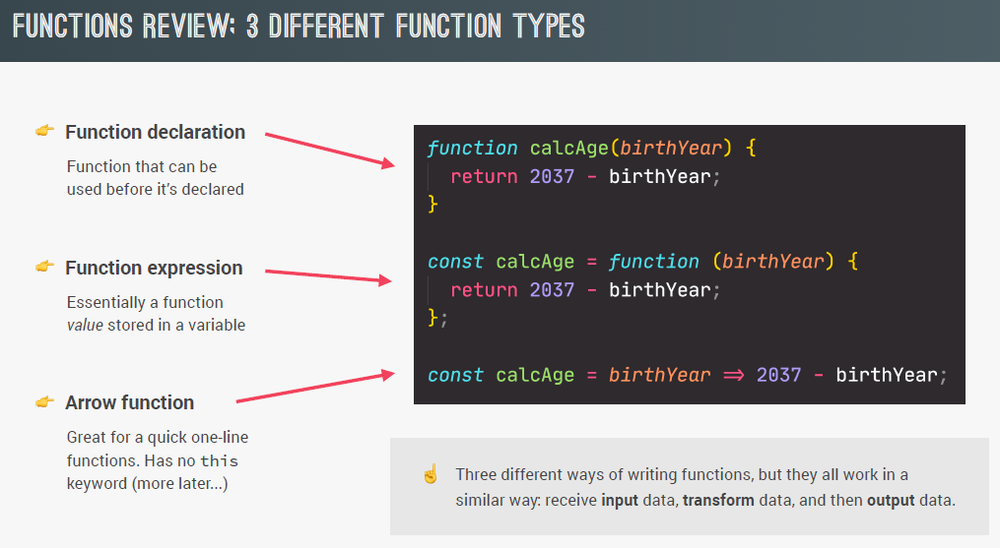 FUNCTIONS REVIEW: 3 DIFFERENT FUNCTION TYPES
👉 Function declaration
Function that can be
used before it’s declared
👉 Function expression
Essentially a function
value stored in a variable
👉 Arrow function
Great for a quick one-line
functions. Has no this
keyword (more later...)
function calcAge(birthYear) {
  return 2037 - birthYear;
}
const calcAge = function (birthYear) {
  return 2037 - birthYear;
};
const calcAge = birthYear => 2037 - birthYear;
☝️ Three different ways of writing functions, but they all work in a
similar way: receive input data, transform data, and then output data.